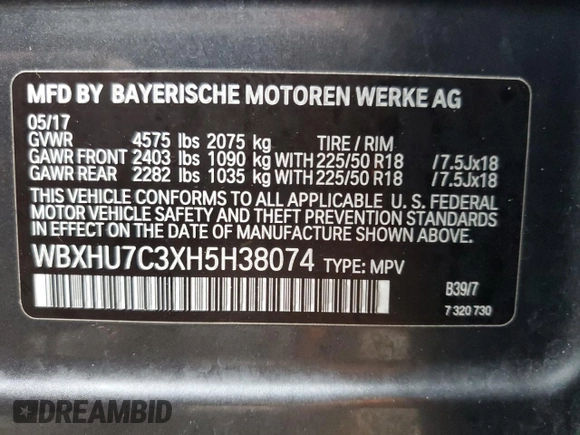 MFD BY BAYERISCHE MOTOREN WERKE AG
05/17
GVWR 4575 lbs 2075 kg TIRE / RIM
GAWR FRONT 2403 lbs 1090 kg WITH 225/50 R18 /7.5Jx18
GAWR REAR 2282 lbs 1035 kg WITH 225/50 R18 /7.5Jx18
THIS VEHICLE CONFORMS TO ALL APPLICABLE U. S. FEDERAL
MOTOR VEHICLE SAFETY AND THEFT PREVENTION STANDARDS
IN EFFECT ON THE DATE OF MANUFACTURE SHOWN ABOVE.
WBXHU7C3XH5H38074 TYPE: MPV
B39/7
7 320 730
DREAMBID